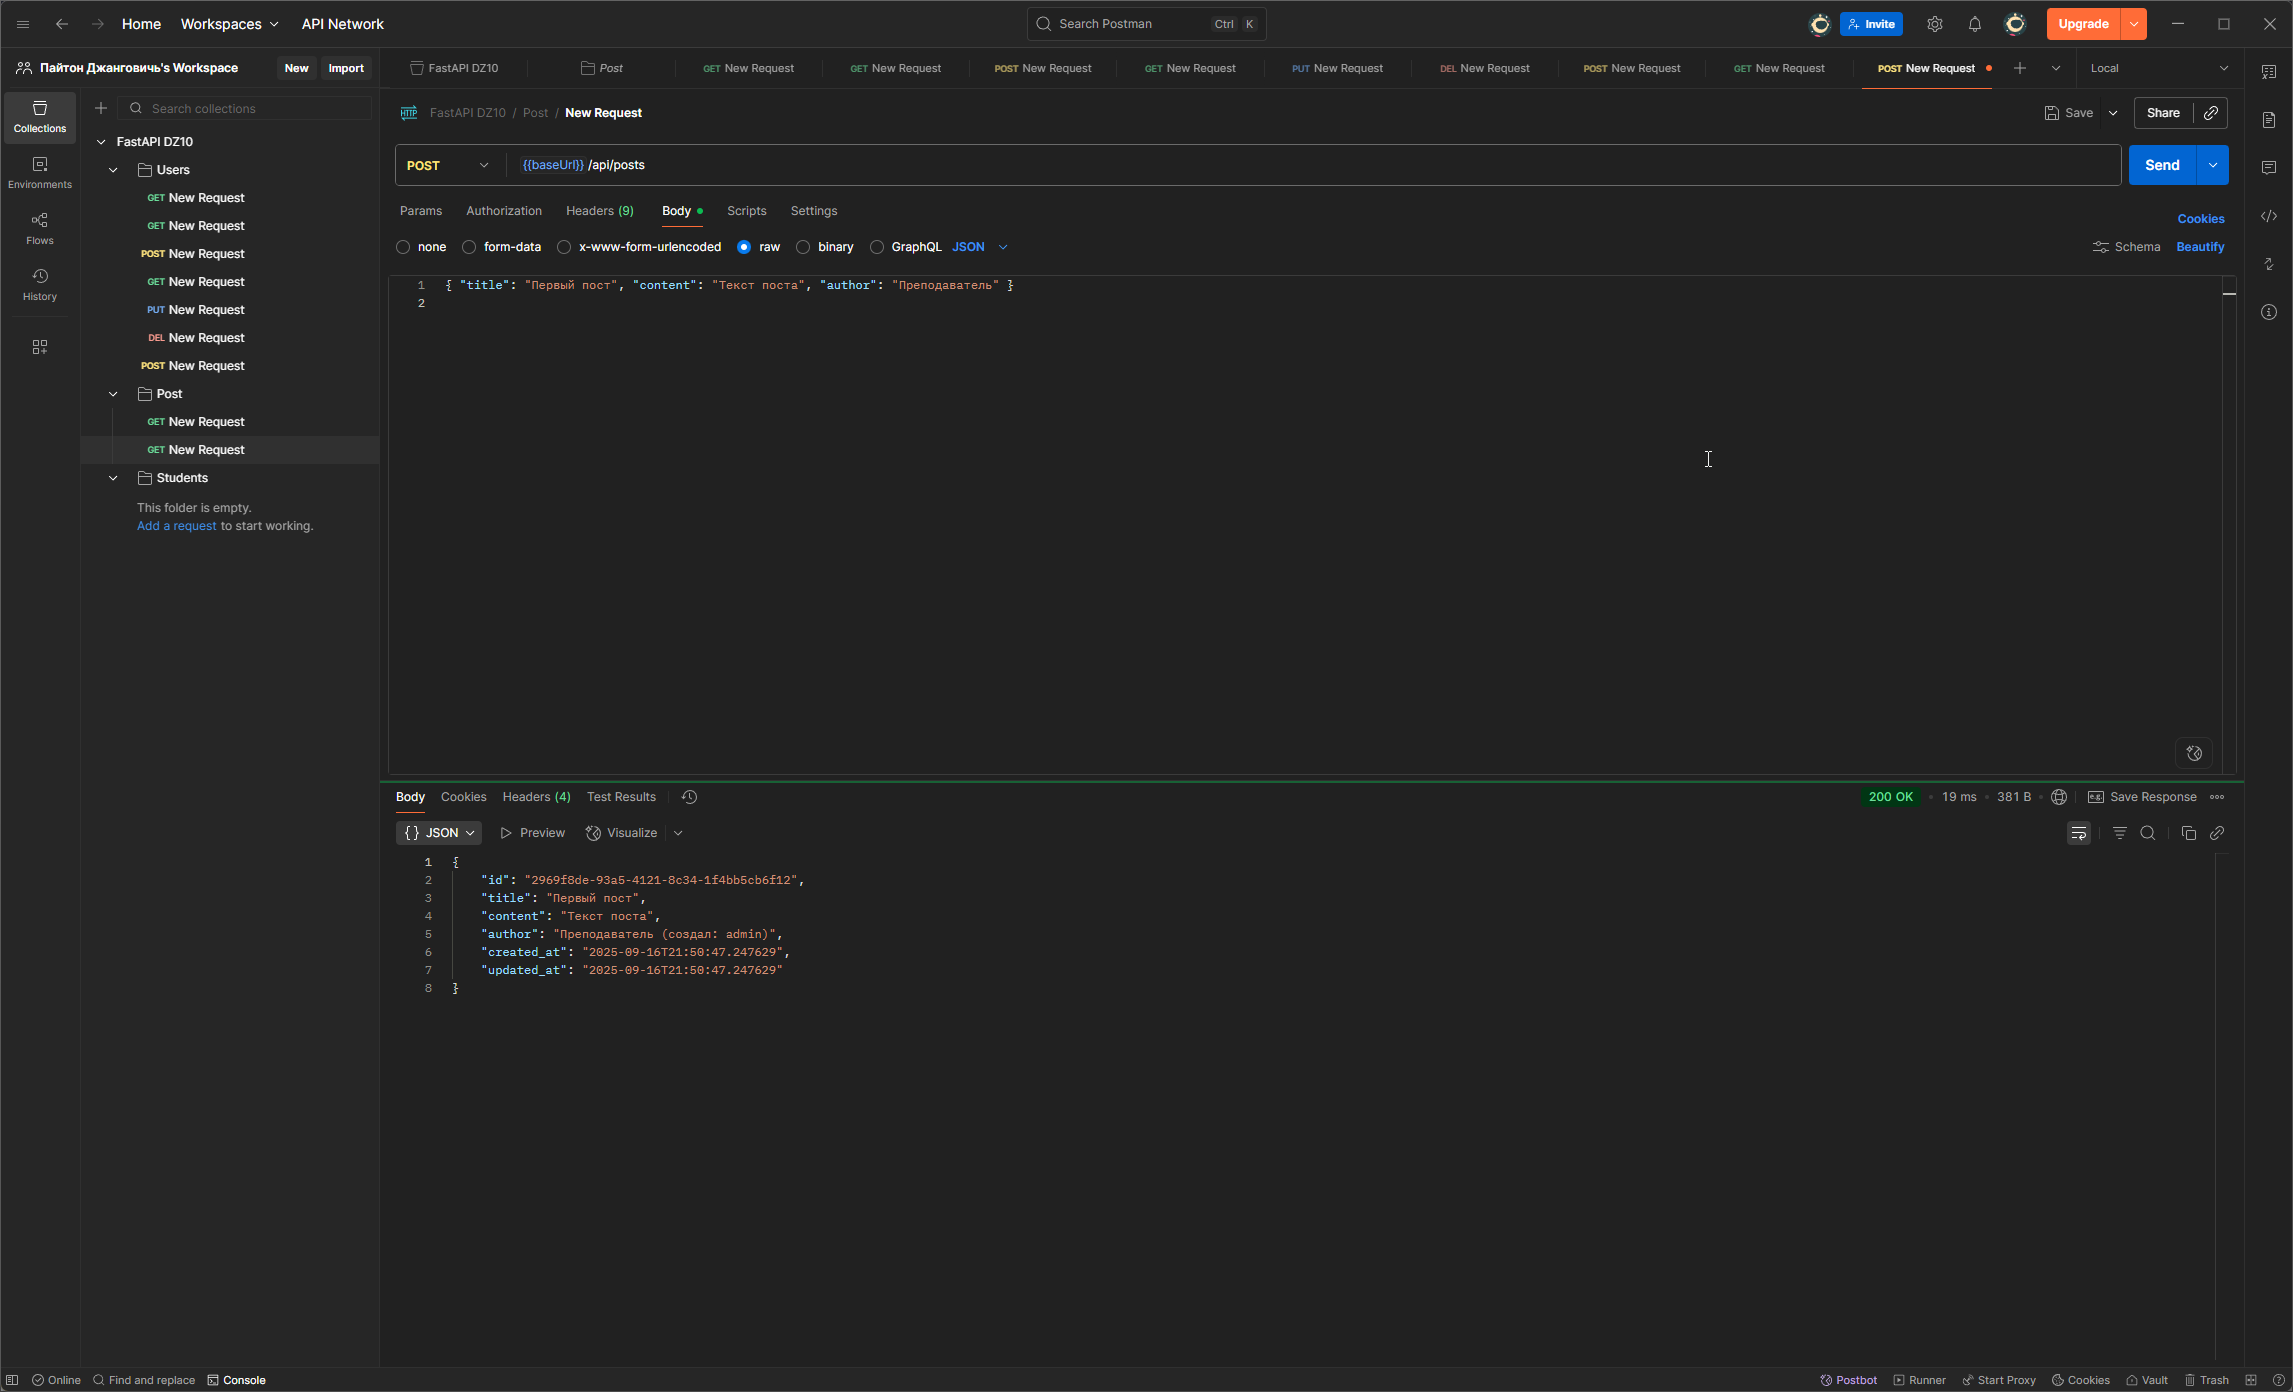 Home Workspaces API Network Search Postman Ctrl K Invite Upgrade
Пайтон Джанговичь's Workspace New Import
FastAPI DZ10 Post GET New Request GET New Request POST New Request GET New Request PUT New Request DEL New Request POST New Request GET New Request POST New Request Local
Collections
Environments
Flows
History
Search collections
FastAPI DZ10
Users
GET New Request
GET New Request
POST New Request
GET New Request
PUT New Request
DEL New Request
POST New Request
Post
GET New Request
GET New Request
Students
This folder is empty.
Add a request to start working.
HTTP FastAPI DZ10 / Post / New Request Save Share
POST {{baseUrl}} /api/posts Send
Params Authorization Headers (9) Body Scripts Settings Cookies
none form-data x-www-form-urlencoded raw binary GraphQL JSON Schema Beautify
1 { "title": "Первый пост", "content": "Текст поста", "author": "Преподаватель" }
2
Body Cookies Headers (4) Test Results 200 OK 19 ms 381 B e.g. Save Response
{} JSON Preview Visualize
1 {
2 "id": "2969f8de-93a5-4121-8c34-1f4bb5cb6f12",
3 "title": "Первый пост",
4 "content": "Текст поста",
5 "author": "Преподаватель (создал: admin)",
6 "created_at": "2025-09-16T21:50:47.247629",
7 "updated_at": "2025-09-16T21:50:47.247629"
8 }
Online Find and replace Console Postbot Runner Start Proxy Cookies Vault Trash